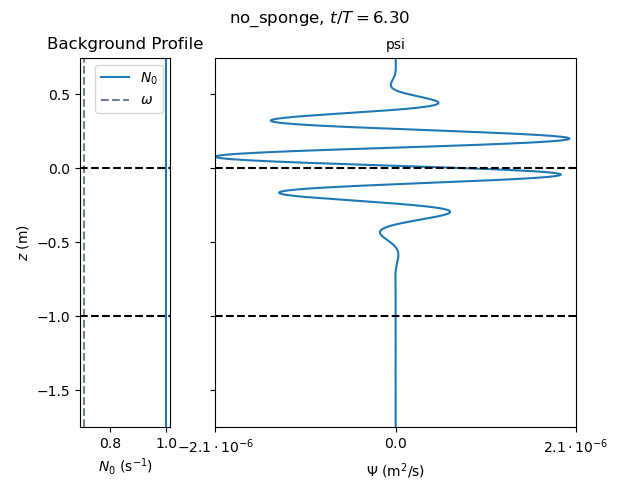 no_sponge, t/T = 6.30
Background Profile
psi
N₀
ω
0.5
0.0
−0.5
−1.0
−1.5
z (m)
0.8
1.0
−2.1 · 10⁻⁶
0.0
2.1 · 10⁻⁶
N₀ (s⁻¹)
Ψ (m²/s)